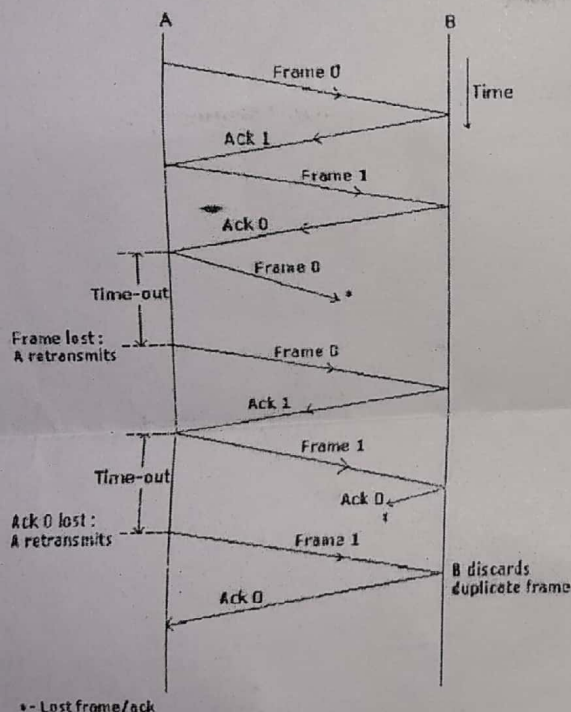 A
B
Frame 0
Time
Ack 1
Frame 1
Ack 0
Frame 0
*
Time-out
Frame lost:
A retransmits
Frame 0
Ack 1
Frame 1
Time-out
Ack 0
*
Ack 0 lost:
A retransmits
Frame 1
B discards
duplicate frame
Ack 0
*- Lost frame/ack